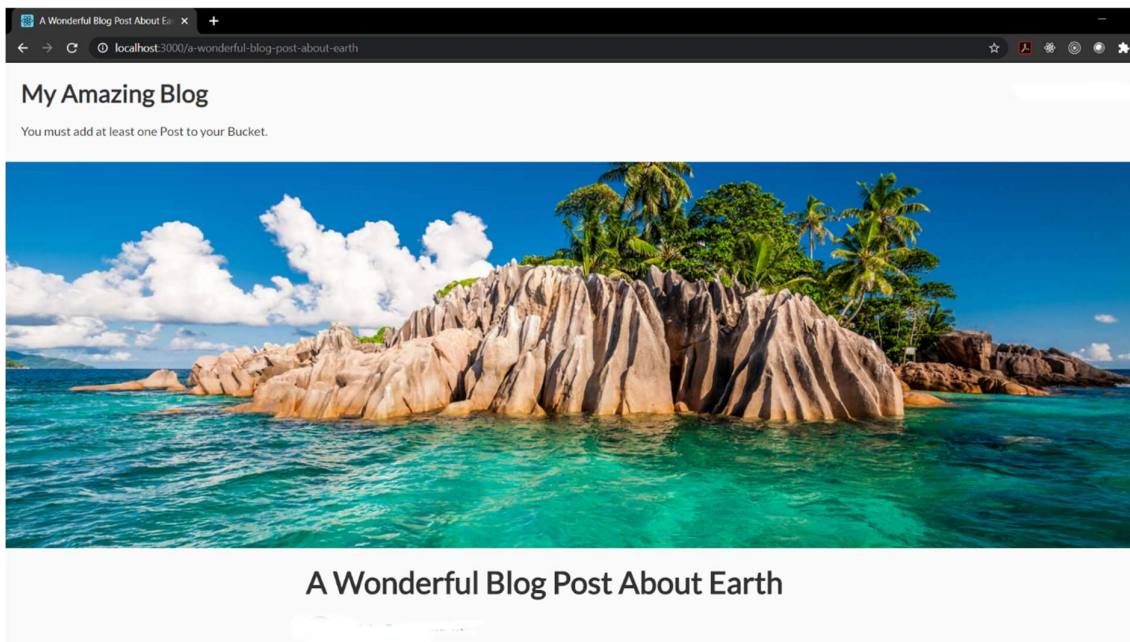 A Wonderful Blog Post About Ea
localhost:3000/a-wonderful-blog-post-about-earth
My Amazing Blog
You must add at least one Post to your Bucket.
A Wonderful Blog Post About Earth